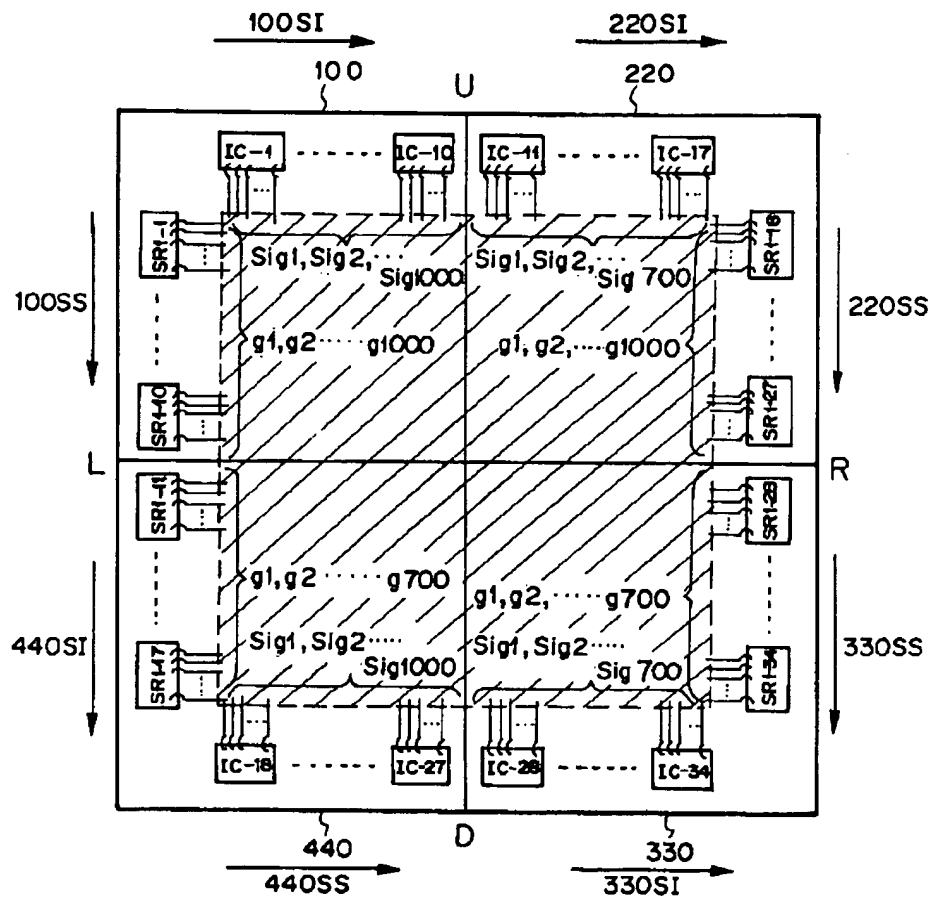 100SI 220SI
100 U 220
IC-1 IC-10 IC-11 IC-17
SR1-1 SR1-18
Sig1, Sig2, ····· Sig1000
Sig1, Sig2, ····· Sig 700
100SS 220SS
g1, g2 ····· g1000
g1, g2, ····· g1000
SR1-10 SR1-27
L R
SR1-11 SR1-28
g1, g2 ······ g700
g1, g2, ······ g700
440SI 330SS
Sig1, Sig2 ·····
Sig1000
Sig1, Sig2 ·····
Sig 700
SR1-17 SR1-34
IC-18 IC-27 IC-28 IC-34
440 D 330
440SS 330SI